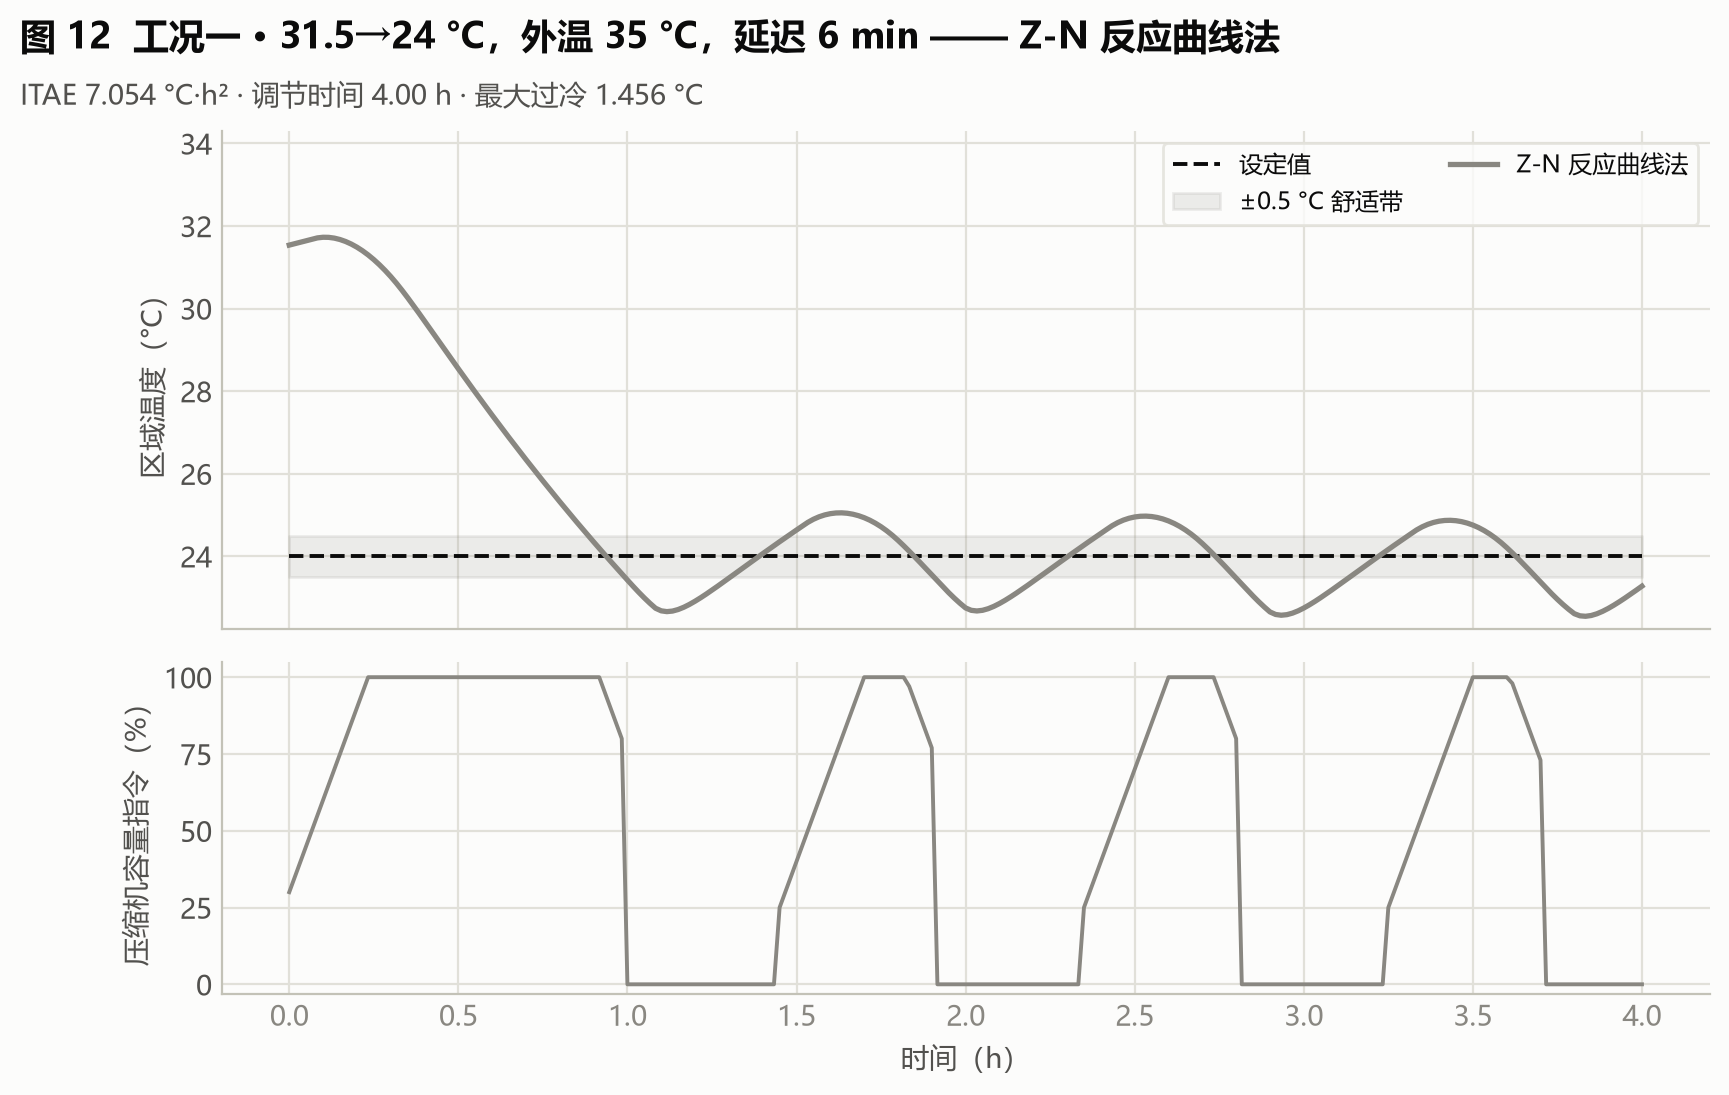 图 12 工况一 • 31.5→24 °C，外温 35 °C，延迟 6 min —— Z-N 反应曲线法
ITAE 7.054 °C·h² · 调节时间 4.00 h · 最大过冷 1.456 °C
设定值
±0.5 °C 舒适带
Z-N 反应曲线法
区域温度（°C）
34
32
30
28
26
24
压缩机容量指令（%）
100
75
50
25
0
0.0 0.5 1.0 1.5 2.0 2.5 3.0 3.5 4.0
时间（h）